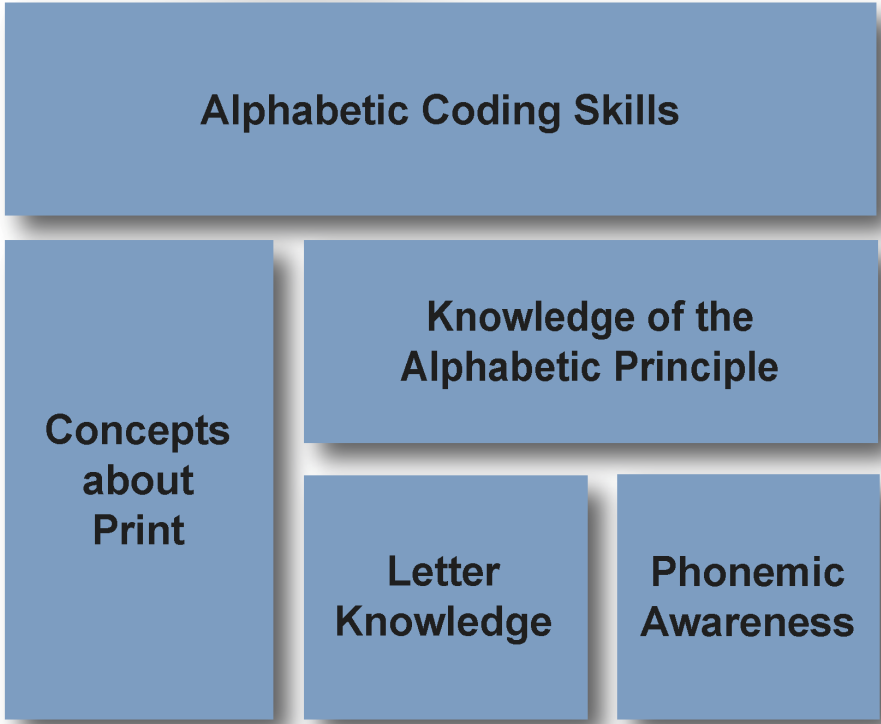 Alphabetic Coding Skills
Knowledge of the
Alphabetic Principle
Concepts
about
Print
Letter
Knowledge
Phonemic
Awareness